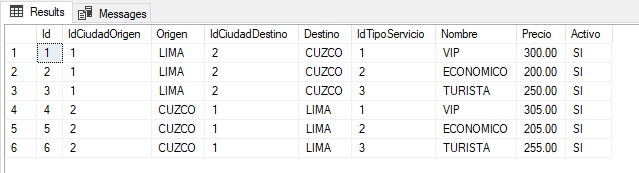 Results Messages
Id IdCiudadOrigen Origen IdCiudadDestino Destino IdTipoServicio Nombre Precio Activo
1 1 1 LIMA 2 CUZCO 1 VIP 300.00 SI
2 2 1 LIMA 2 CUZCO 2 ECONOMICO 200.00 SI
3 3 1 LIMA 2 CUZCO 3 TURISTA 250.00 SI
4 4 2 CUZCO 1 LIMA 1 VIP 305.00 SI
5 5 2 CUZCO 1 LIMA 2 ECONOMICO 205.00 SI
6 6 2 CUZCO 1 LIMA 3 TURISTA 255.00 SI